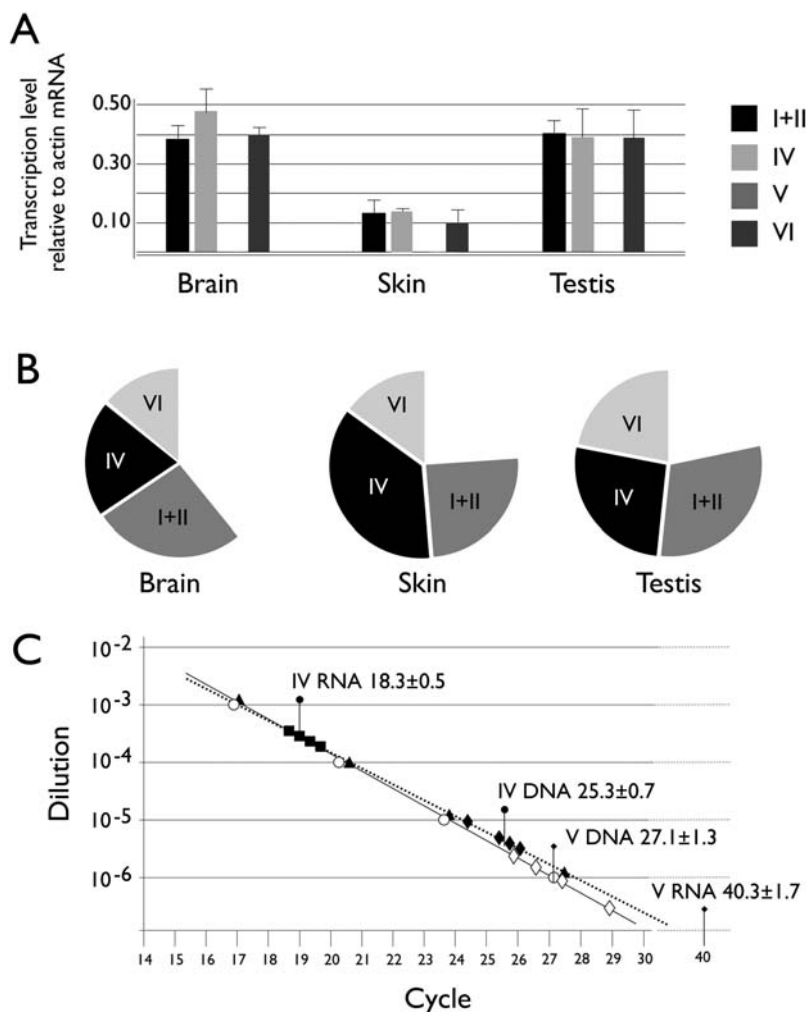 A
Transcription level
relative to actin mRNA
0.50
0.30
0.10
Brain
Skin
Testis
I+II
IV
V
VI
B
VI
IV
I+II
Brain
VI
IV
I+II
Skin
VI
IV
I+II
Testis
C
Dilution
10-2
10-3
10-4
10-5
10-6
IV RNA 18.3±0.5
IV DNA 25.3±0.7
V DNA 27.1±1.3
V RNA 40.3±1.7
14 15 16 17 18 19 20 21 22 23 24 25 26 27 28 29 30 40
Cycle